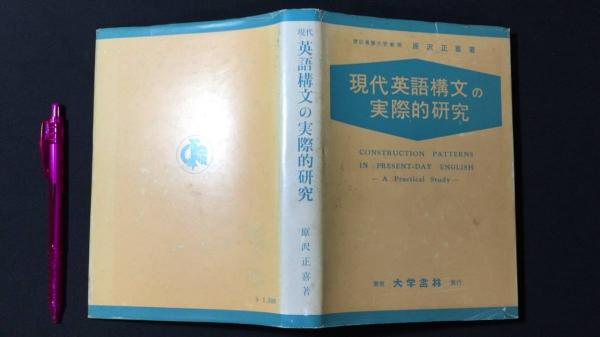 原沢正喜著
現代英語構文の
実際的研究
CONSTRUCTION PATTERNS
IN PRESENT-DAY ENGLISH
— A Practical Study —
東京 大学書林 発行
現代
英語構文の実際的研究
原沢正喜著